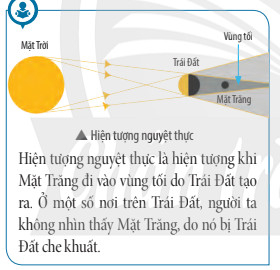 Mặt Trời
Vùng tối
Trái Đất
Mặt Trăng
Hiện tượng nguyệt thực
Hiện tượng nguyệt thực là hiện tượng khi
Mặt Trăng đi vào vùng tối do Trái Đất tạo
ra. Ở một số nơi trên Trái Đất, người ta
không nhìn thấy Mặt Trăng, do nó bị Trái
Đất che khuất.